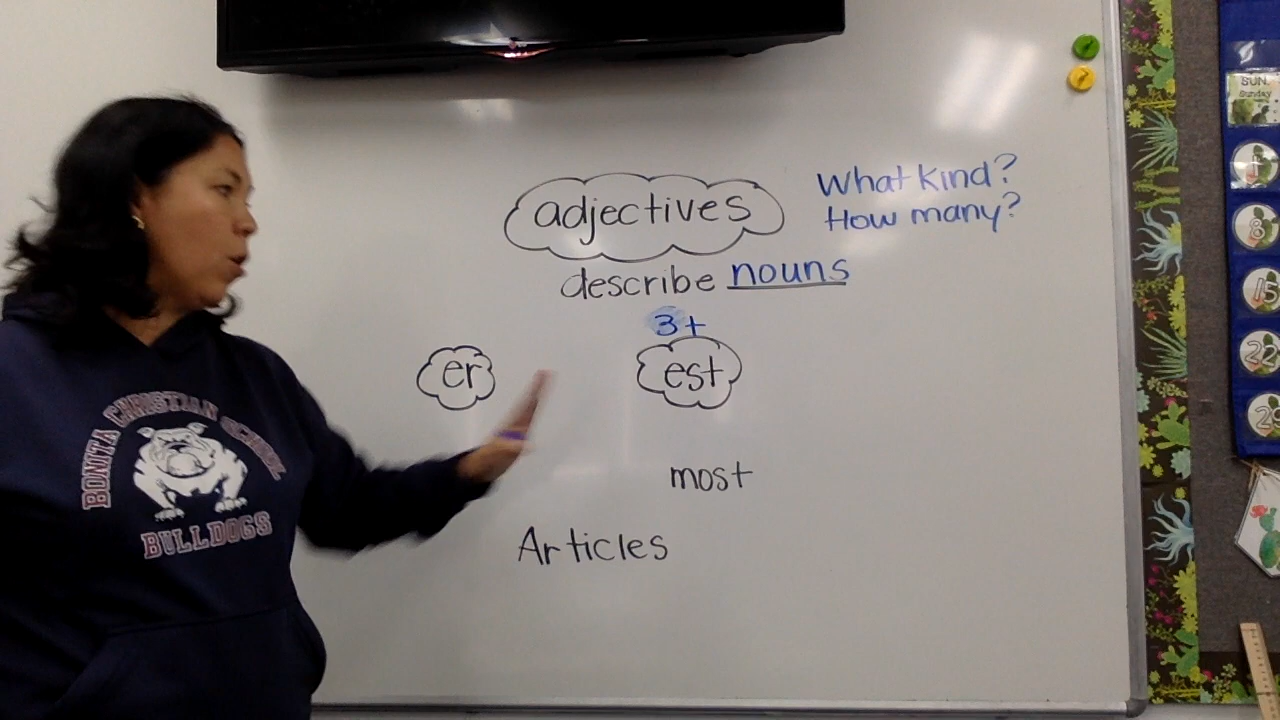 adjectives
What kind?
How many?
describe nouns
3+
er
est
most
Articles
BONITA CHRISTIAN SCHOOL
BULLDOGS
SUN.
Sunday
1
8
15
22